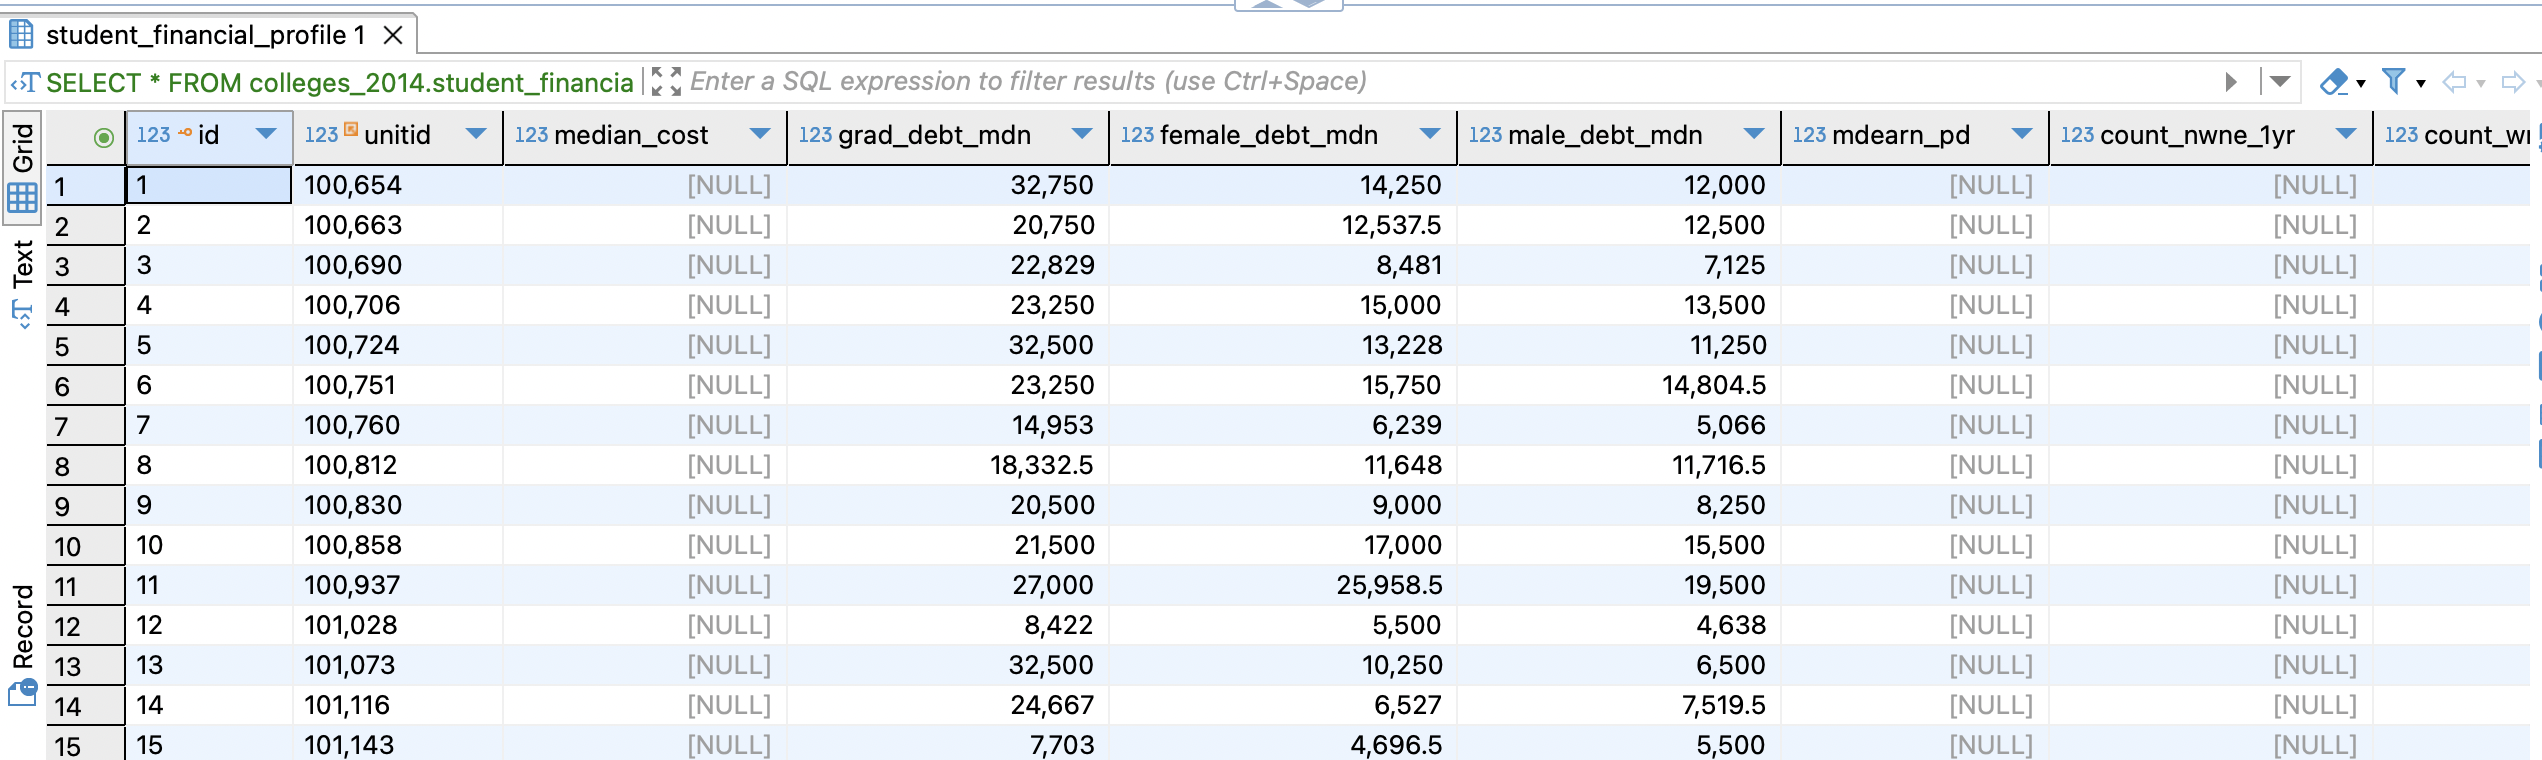 student_financial_profile 1
SELECT * FROM colleges_2014.student_financia Enter a SQL expression to filter results (use Ctrl+Space)
Grid
Text
Record
123 id 123 unitid 123 median_cost 123 grad_debt_mdn 123 female_debt_mdn 123 male_debt_mdn 123 mdearn_pd 123 count_nwne_1yr 123
1 1 100,654 [NULL] 32,750 14,250 12,000 [NULL] [NULL]
2 2 100,663 [NULL] 20,750 12,537.5 12,500 [NULL] [NULL]
3 3 100,690 [NULL] 22,829 8,481 7,125 [NULL] [NULL]
4 4 100,706 [NULL] 23,250 15,000 13,500 [NULL] [NULL]
5 5 100,724 [NULL] 32,500 13,228 11,250 [NULL] [NULL]
6 6 100,751 [NULL] 23,250 15,750 14,804.5 [NULL] [NULL]
7 7 100,760 [NULL] 14,953 6,239 5,066 [NULL] [NULL]
8 8 100,812 [NULL] 18,332.5 11,648 11,716.5 [NULL] [NULL]
9 9 100,830 [NULL] 20,500 9,000 8,250 [NULL] [NULL]
10 10 100,858 [NULL] 21,500 17,000 15,500 [NULL] [NULL]
11 11 100,937 [NULL] 27,000 25,958.5 19,500 [NULL] [NULL]
12 12 101,028 [NULL] 8,422 5,500 4,638 [NULL] [NULL]
13 13 101,073 [NULL] 32,500 10,250 6,500 [NULL] [NULL]
14 14 101,116 [NULL] 24,667 6,527 7,519.5 [NULL] [NULL]
15 15 101,143 [NULL] 7,703 4,696.5 5,500 [NULL] [NULL]